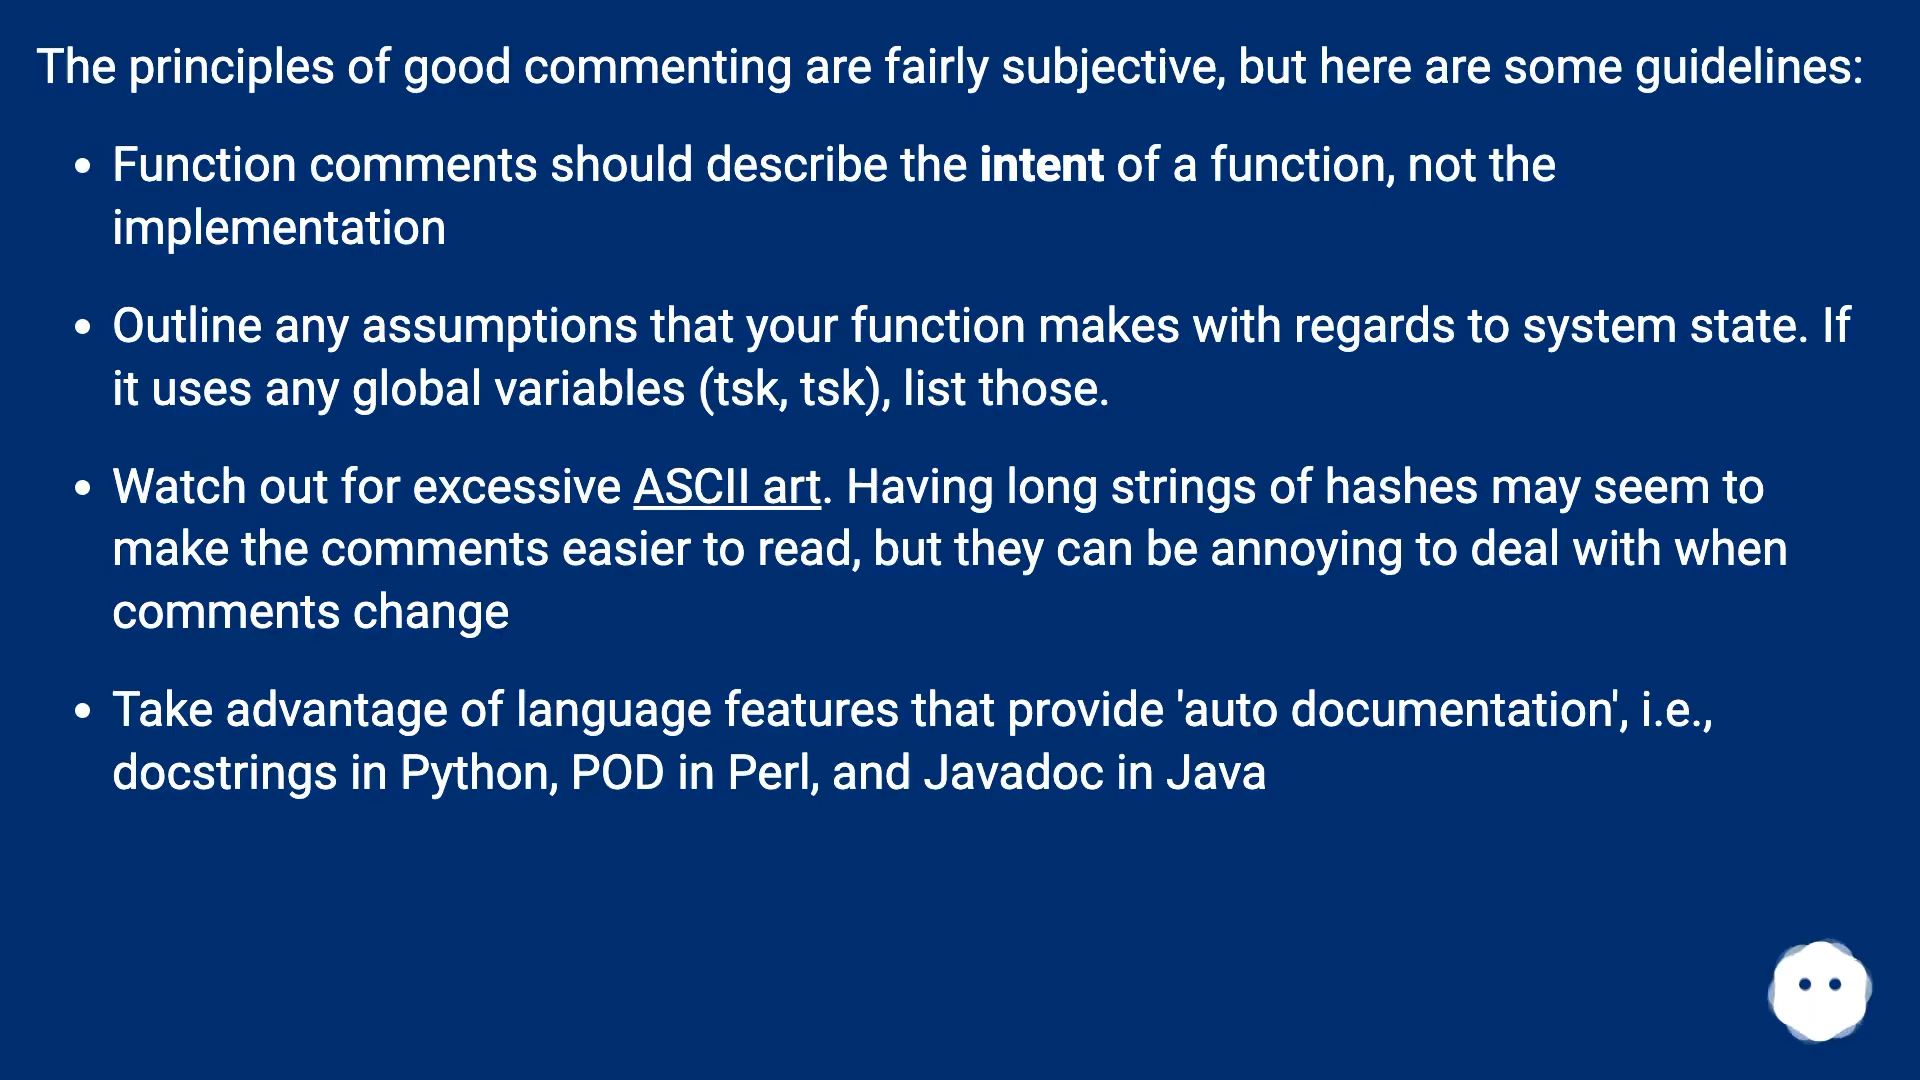 The principles of good commenting are fairly subjective, but here are some guidelines:
• Function comments should describe the intent of a function, not the
implementation
• Outline any assumptions that your function makes with regards to system state. If
it uses any global variables (tsk, tsk), list those.
• Watch out for excessive ASCII art. Having long strings of hashes may seem to
make the comments easier to read, but they can be annoying to deal with when
comments change
• Take advantage of language features that provide 'auto documentation', i.e.,
docstrings in Python, POD in Perl, and Javadoc in Java